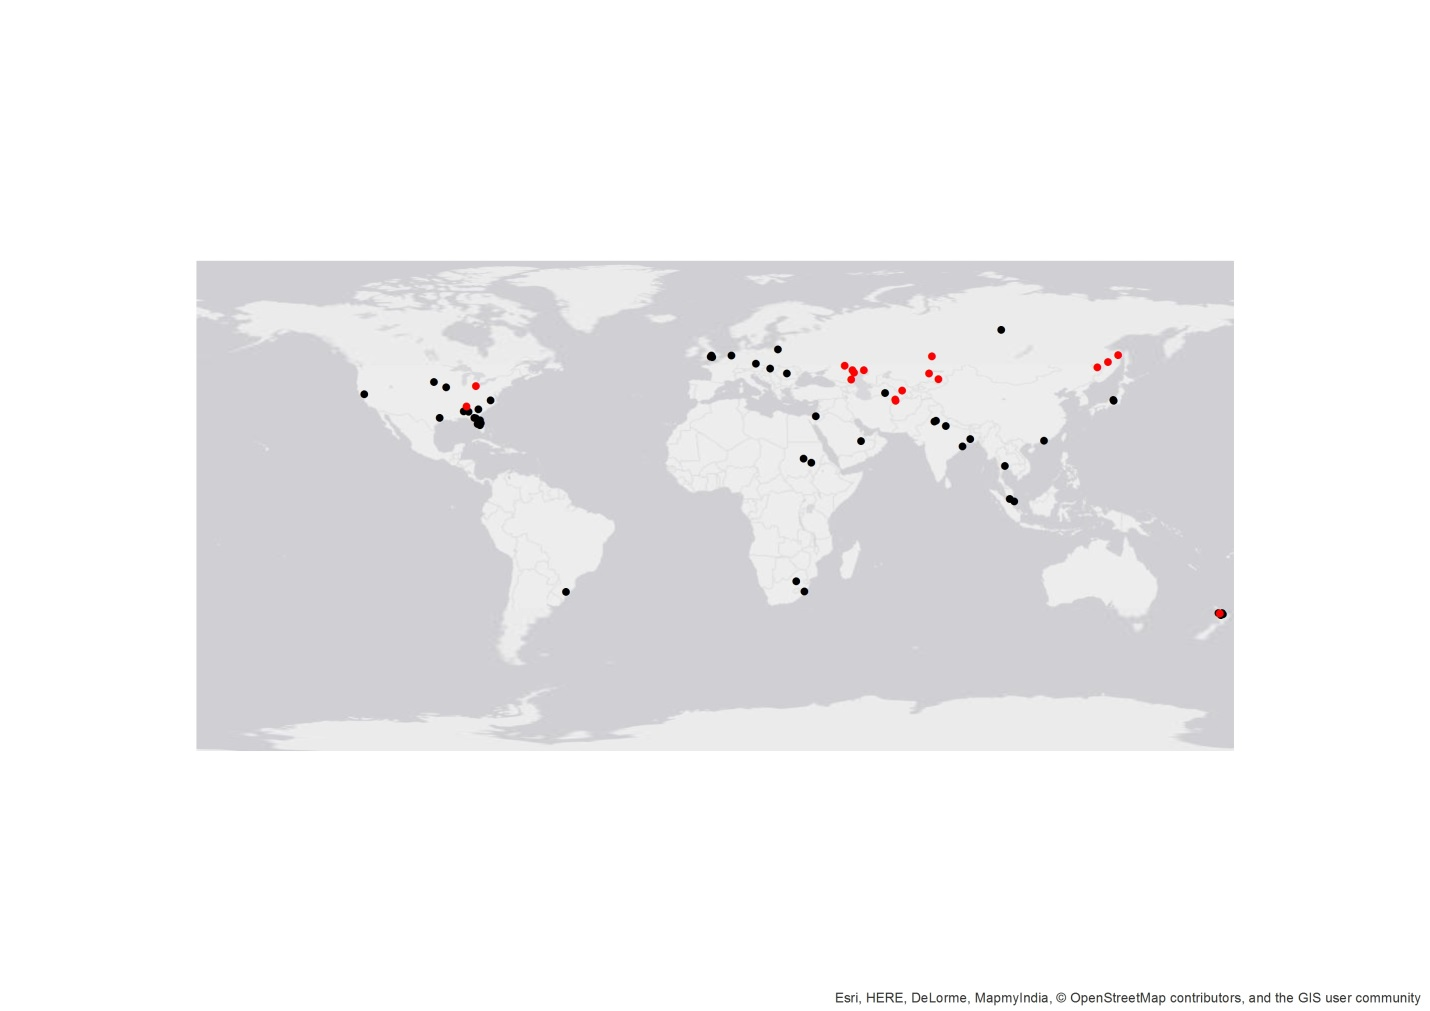 Esri, HERE, DeLorme, MapmyIndia, © OpenStreetMap contributors, and the GIS user community